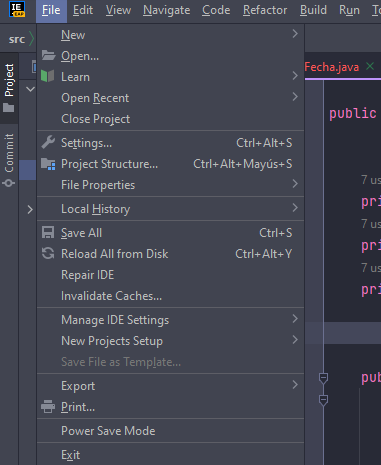 IE
EAP
File Edit View Navigate Code Refactor Build Run
src
New
Open...
Learn
Open Recent
Close Project
Settings... Ctrl+Alt+S
Project Structure... Ctrl+Alt+Mayús+S
File Properties
Local History
Save All Ctrl+S
Reload All from Disk Ctrl+Alt+Y
Repair IDE
Invalidate Caches...
Manage IDE Settings
New Projects Setup
Save File as Template...
Export
Print...
Power Save Mode
Exit
Project
Commit
Fecha.java
public
7 us
pri
7 us
pri
7 us
pri
pub